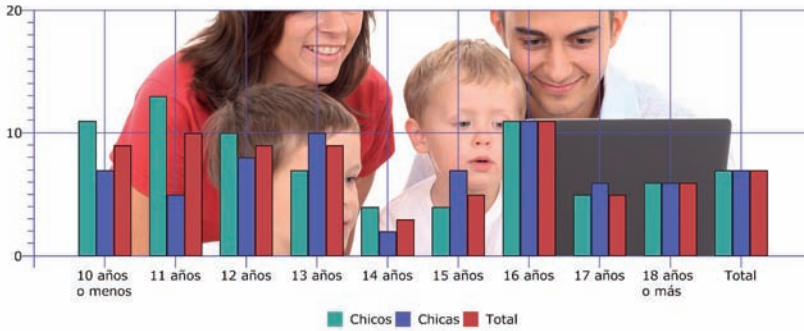 20
10
0
10 años o menos
11 años
12 años
13 años
14 años
15 años
16 años
17 años
18 años o más
Total
Chicos
Chicas
Total